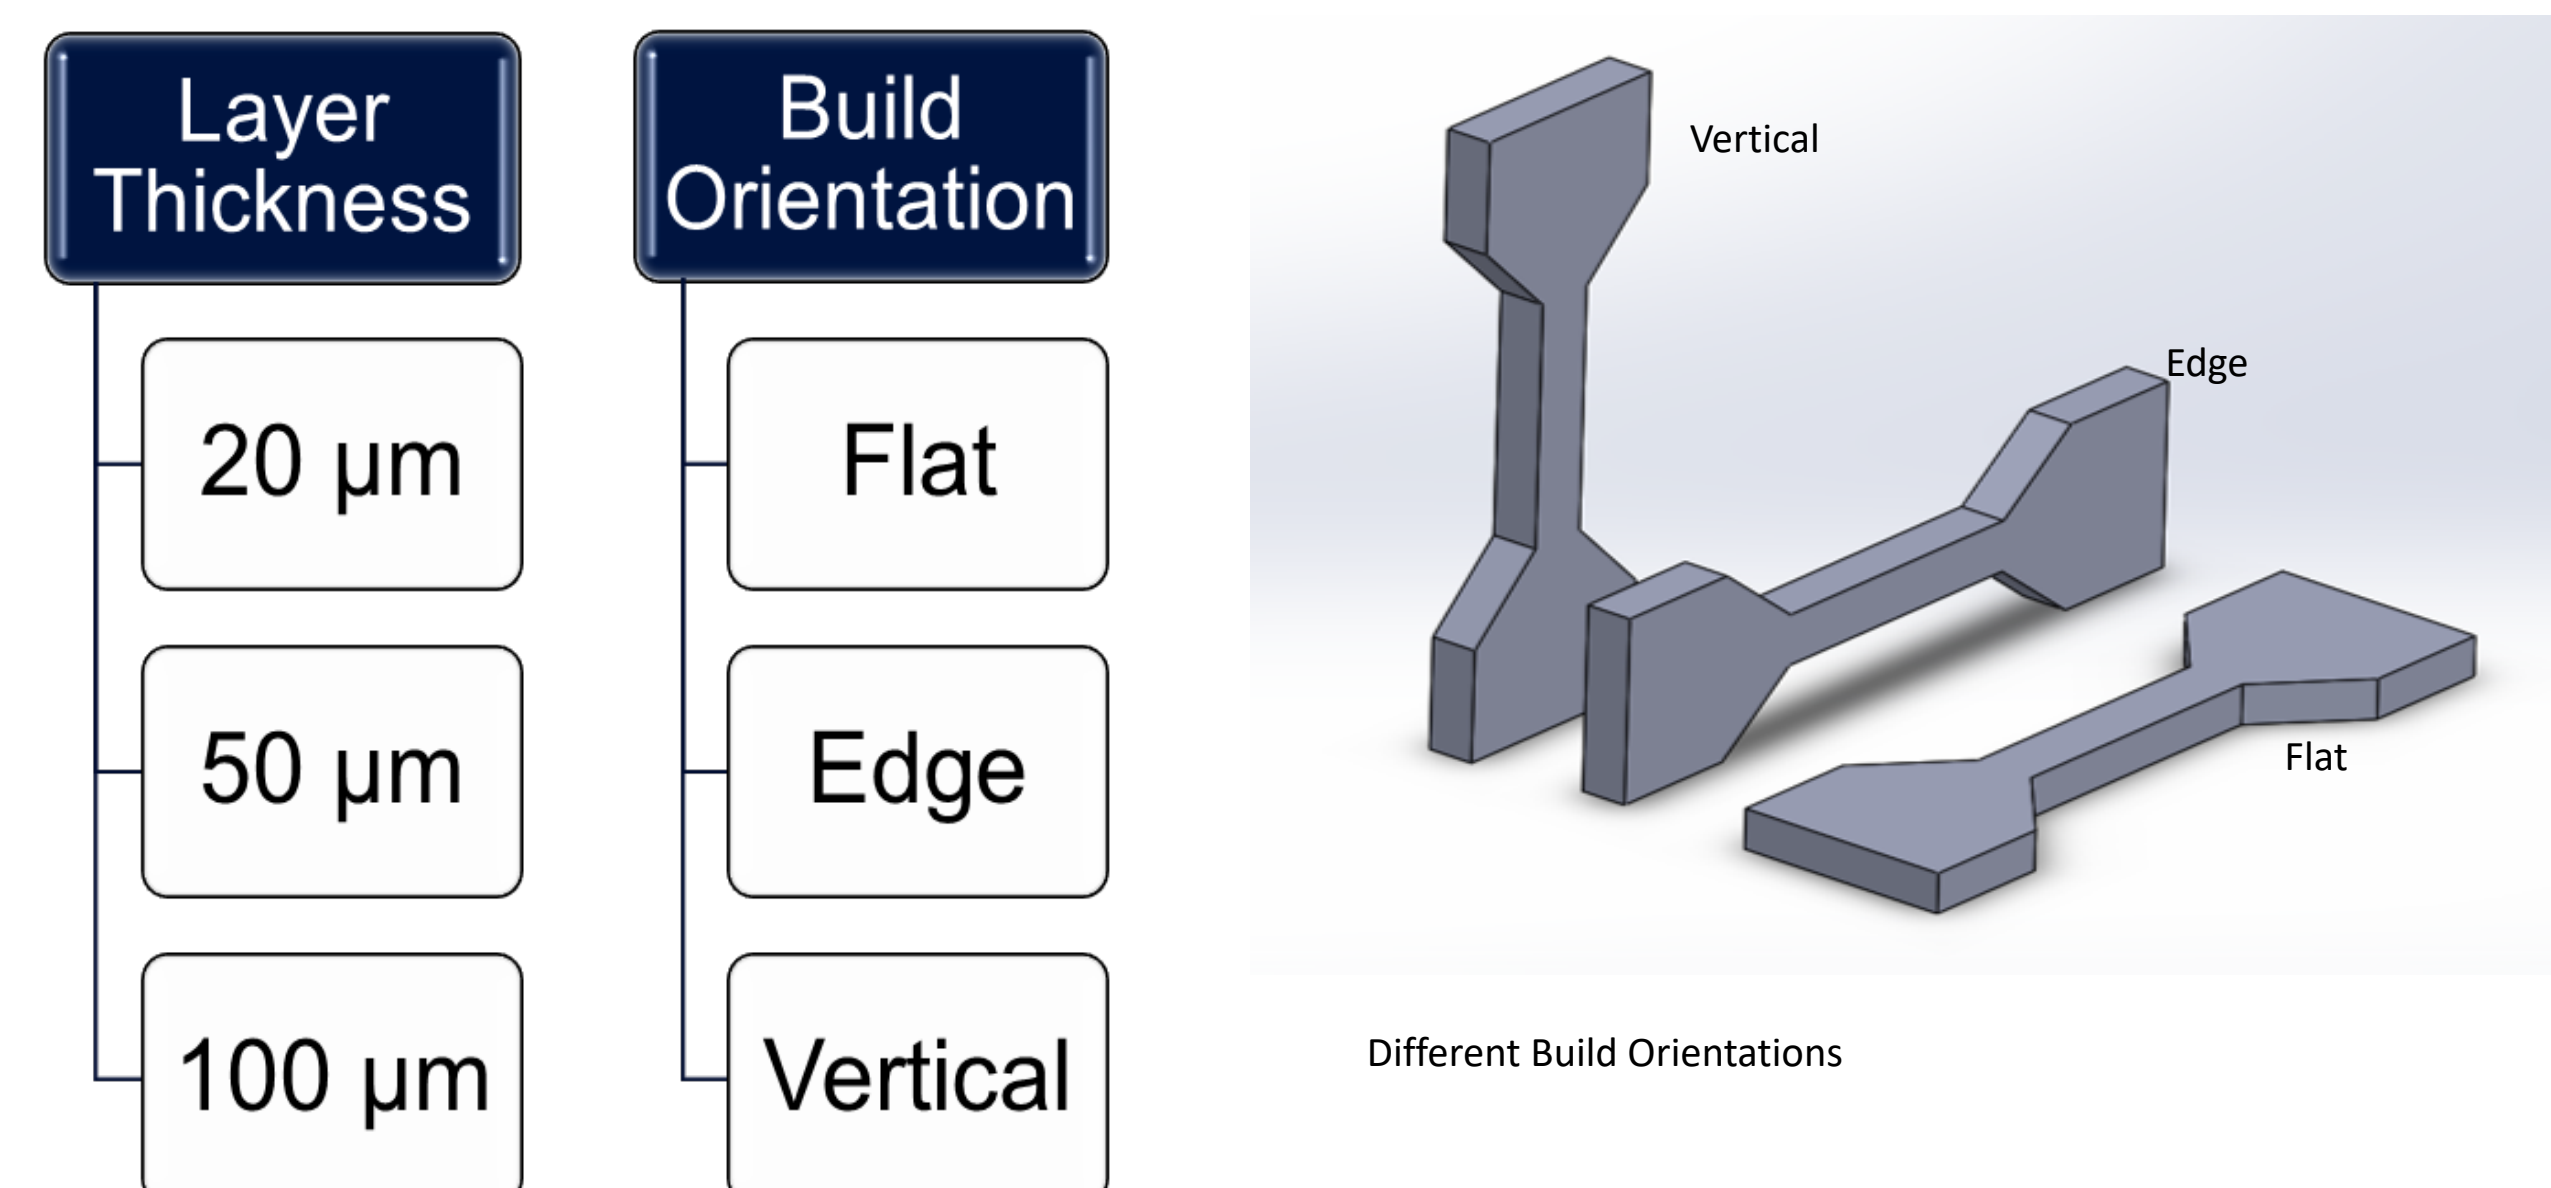 Layer
Thickness
20 µm
50 µm
100 µm
Build
Orientation
Flat
Edge
Vertical
Vertical
Edge
Flat
Different Build Orientations